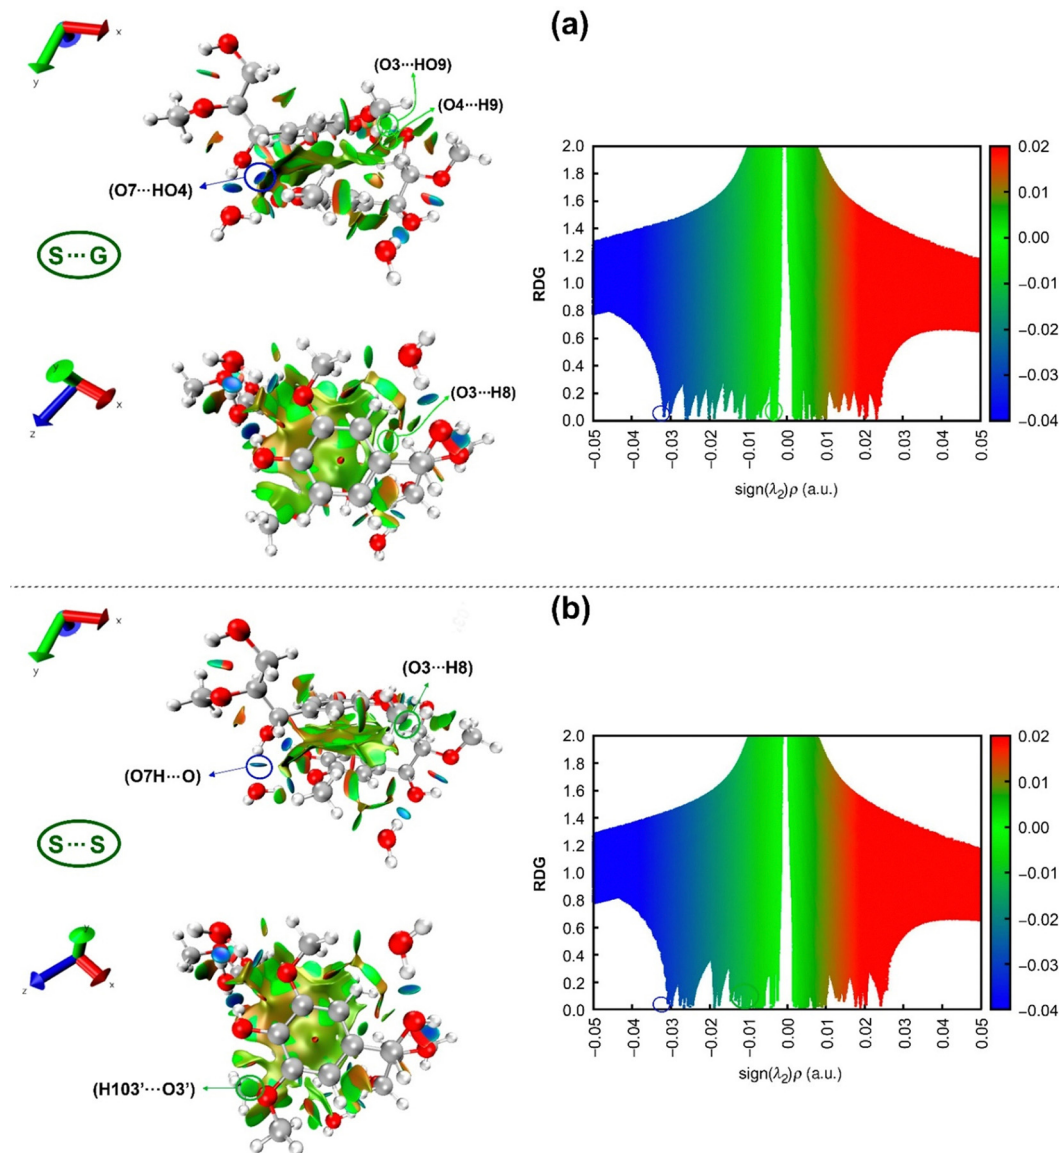 (a)
x
y
(O3···HO9)
(O4···H9)
(O7···HO4)
S···G
y
x
z
(O3···H8)
RDG
2.0
1.8
1.6
1.4
1.2
1.0
0.8
0.6
0.4
0.2
0.0
−0.05
−0.04
−0.03
−0.02
−0.01
0.00
0.01
0.02
0.03
0.04
0.05
sign(λ₂)ρ (a.u.)
0.02
0.01
0.00
−0.01
−0.02
−0.03
−0.04
(b)
x
y
(O3···H8)
(O7H···O)
S···S
y
x
z
(H103’···O3’)
RDG
2.0
1.8
1.6
1.4
1.2
1.0
0.8
0.6
0.4
0.2
0.0
−0.05
−0.04
−0.03
−0.02
−0.01
0.00
0.01
0.02
0.03
0.04
0.05
sign(λ₂)ρ (a.u.)
0.02
0.01
0.00
−0.01
−0.02
−0.03
−0.04